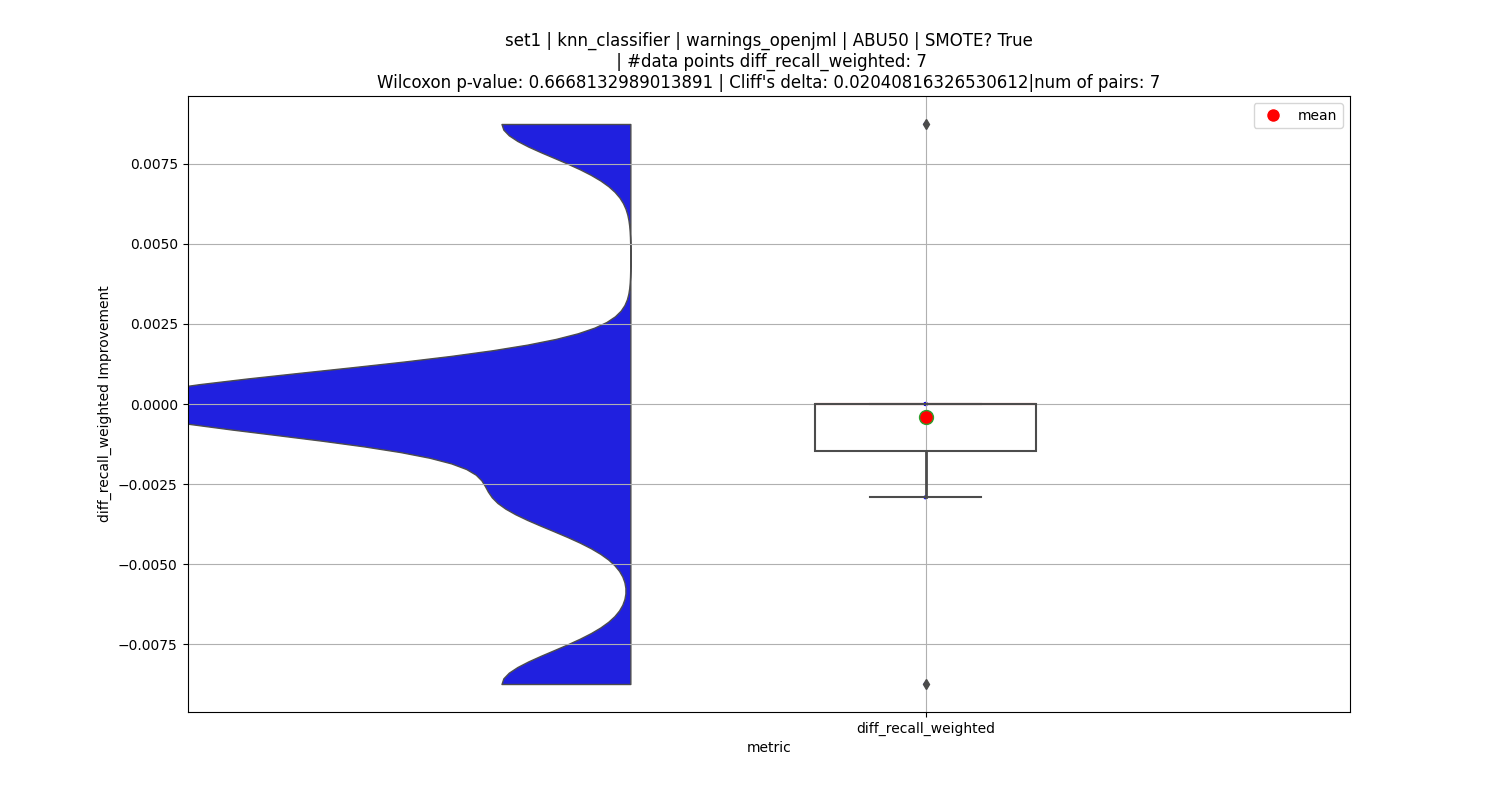 set1 | knn_classifier | warnings_openjml | ABU50 | SMOTE? True
| #data points diff_recall_weighted: 7
Wilcoxon p-value: 0.6668132989013891 | Cliff's delta: 0.02040816326530612|num of pairs: 7
mean
0.0075
0.0050
0.0025
0.0000
−0.0025
−0.0050
−0.0075
diff_recall_weighted Improvement
diff_recall_weighted
metric